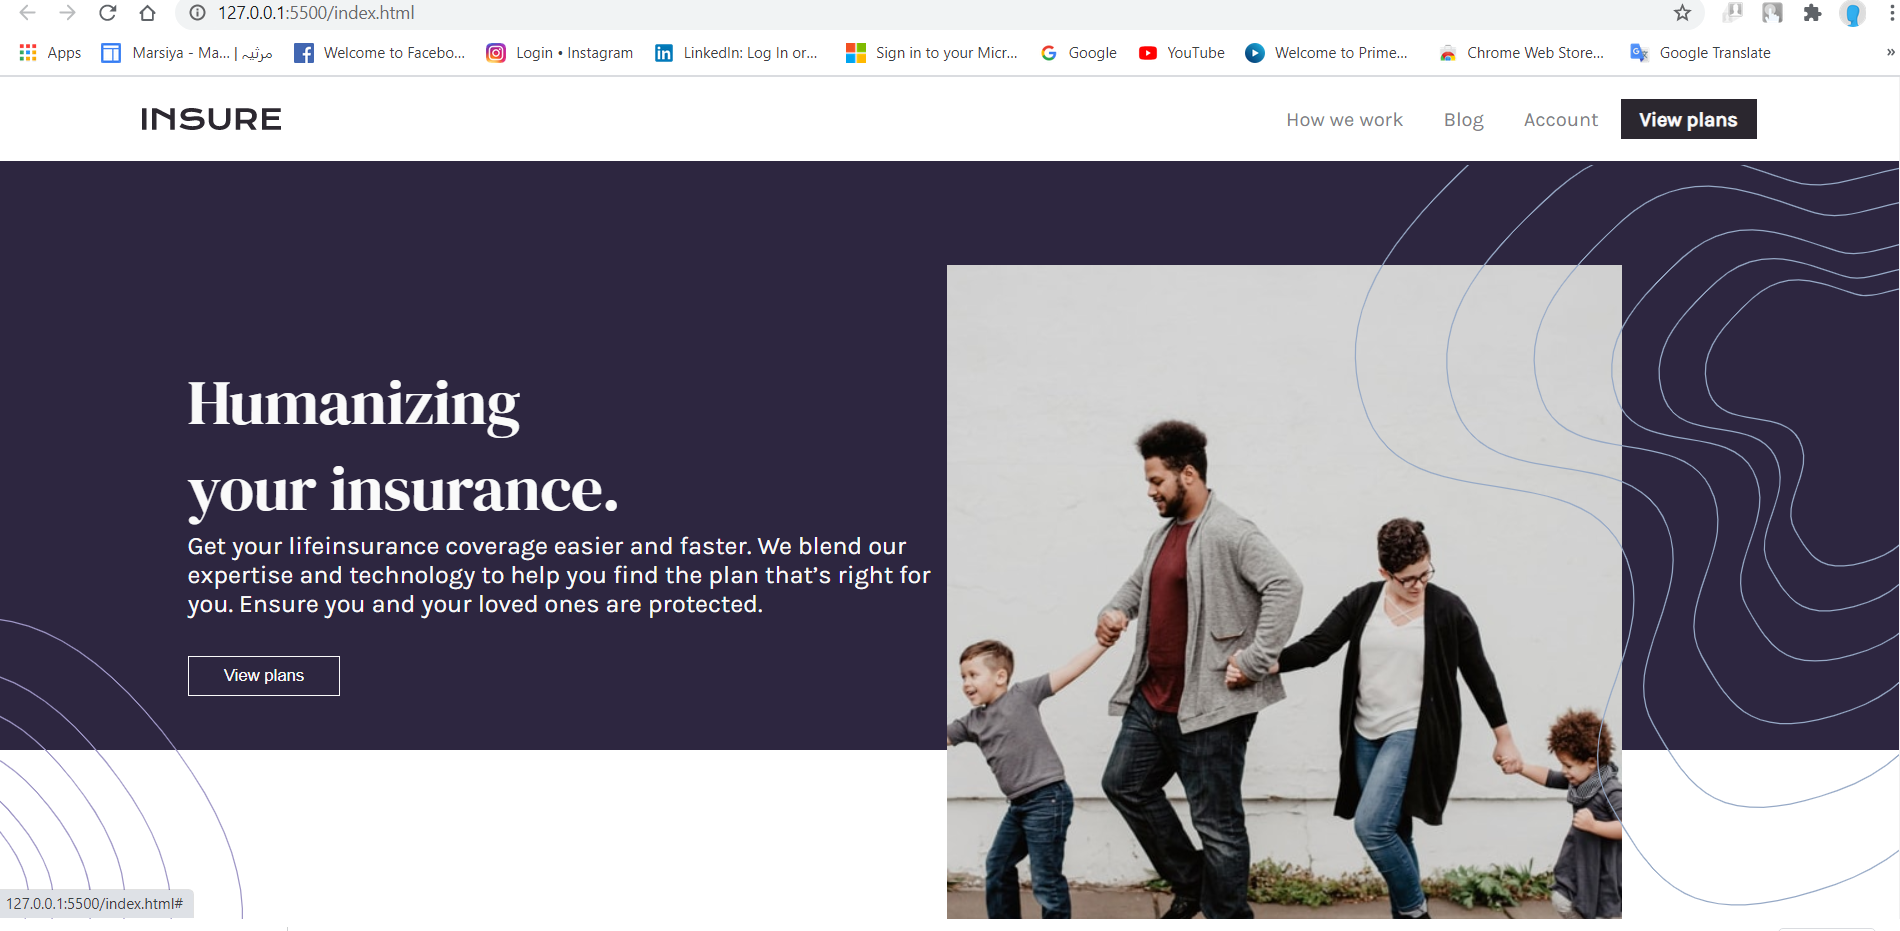 127.0.0.1:5500/index.html
Apps Marsiya - Ma... | مرثیہ Welcome to Facebo... Login • Instagram LinkedIn: Log In or... Sign in to your Micr... Google YouTube Welcome to Prime... Chrome Web Store... Google Translate »
INSURE How we work Blog Account View plans
Humanizing
your insurance.
Get your lifeinsurance coverage easier and faster. We blend our
expertise and technology to help you find the plan that’s right for
you. Ensure you and your loved ones are protected.
View plans
127.0.0.1:5500/index.html#